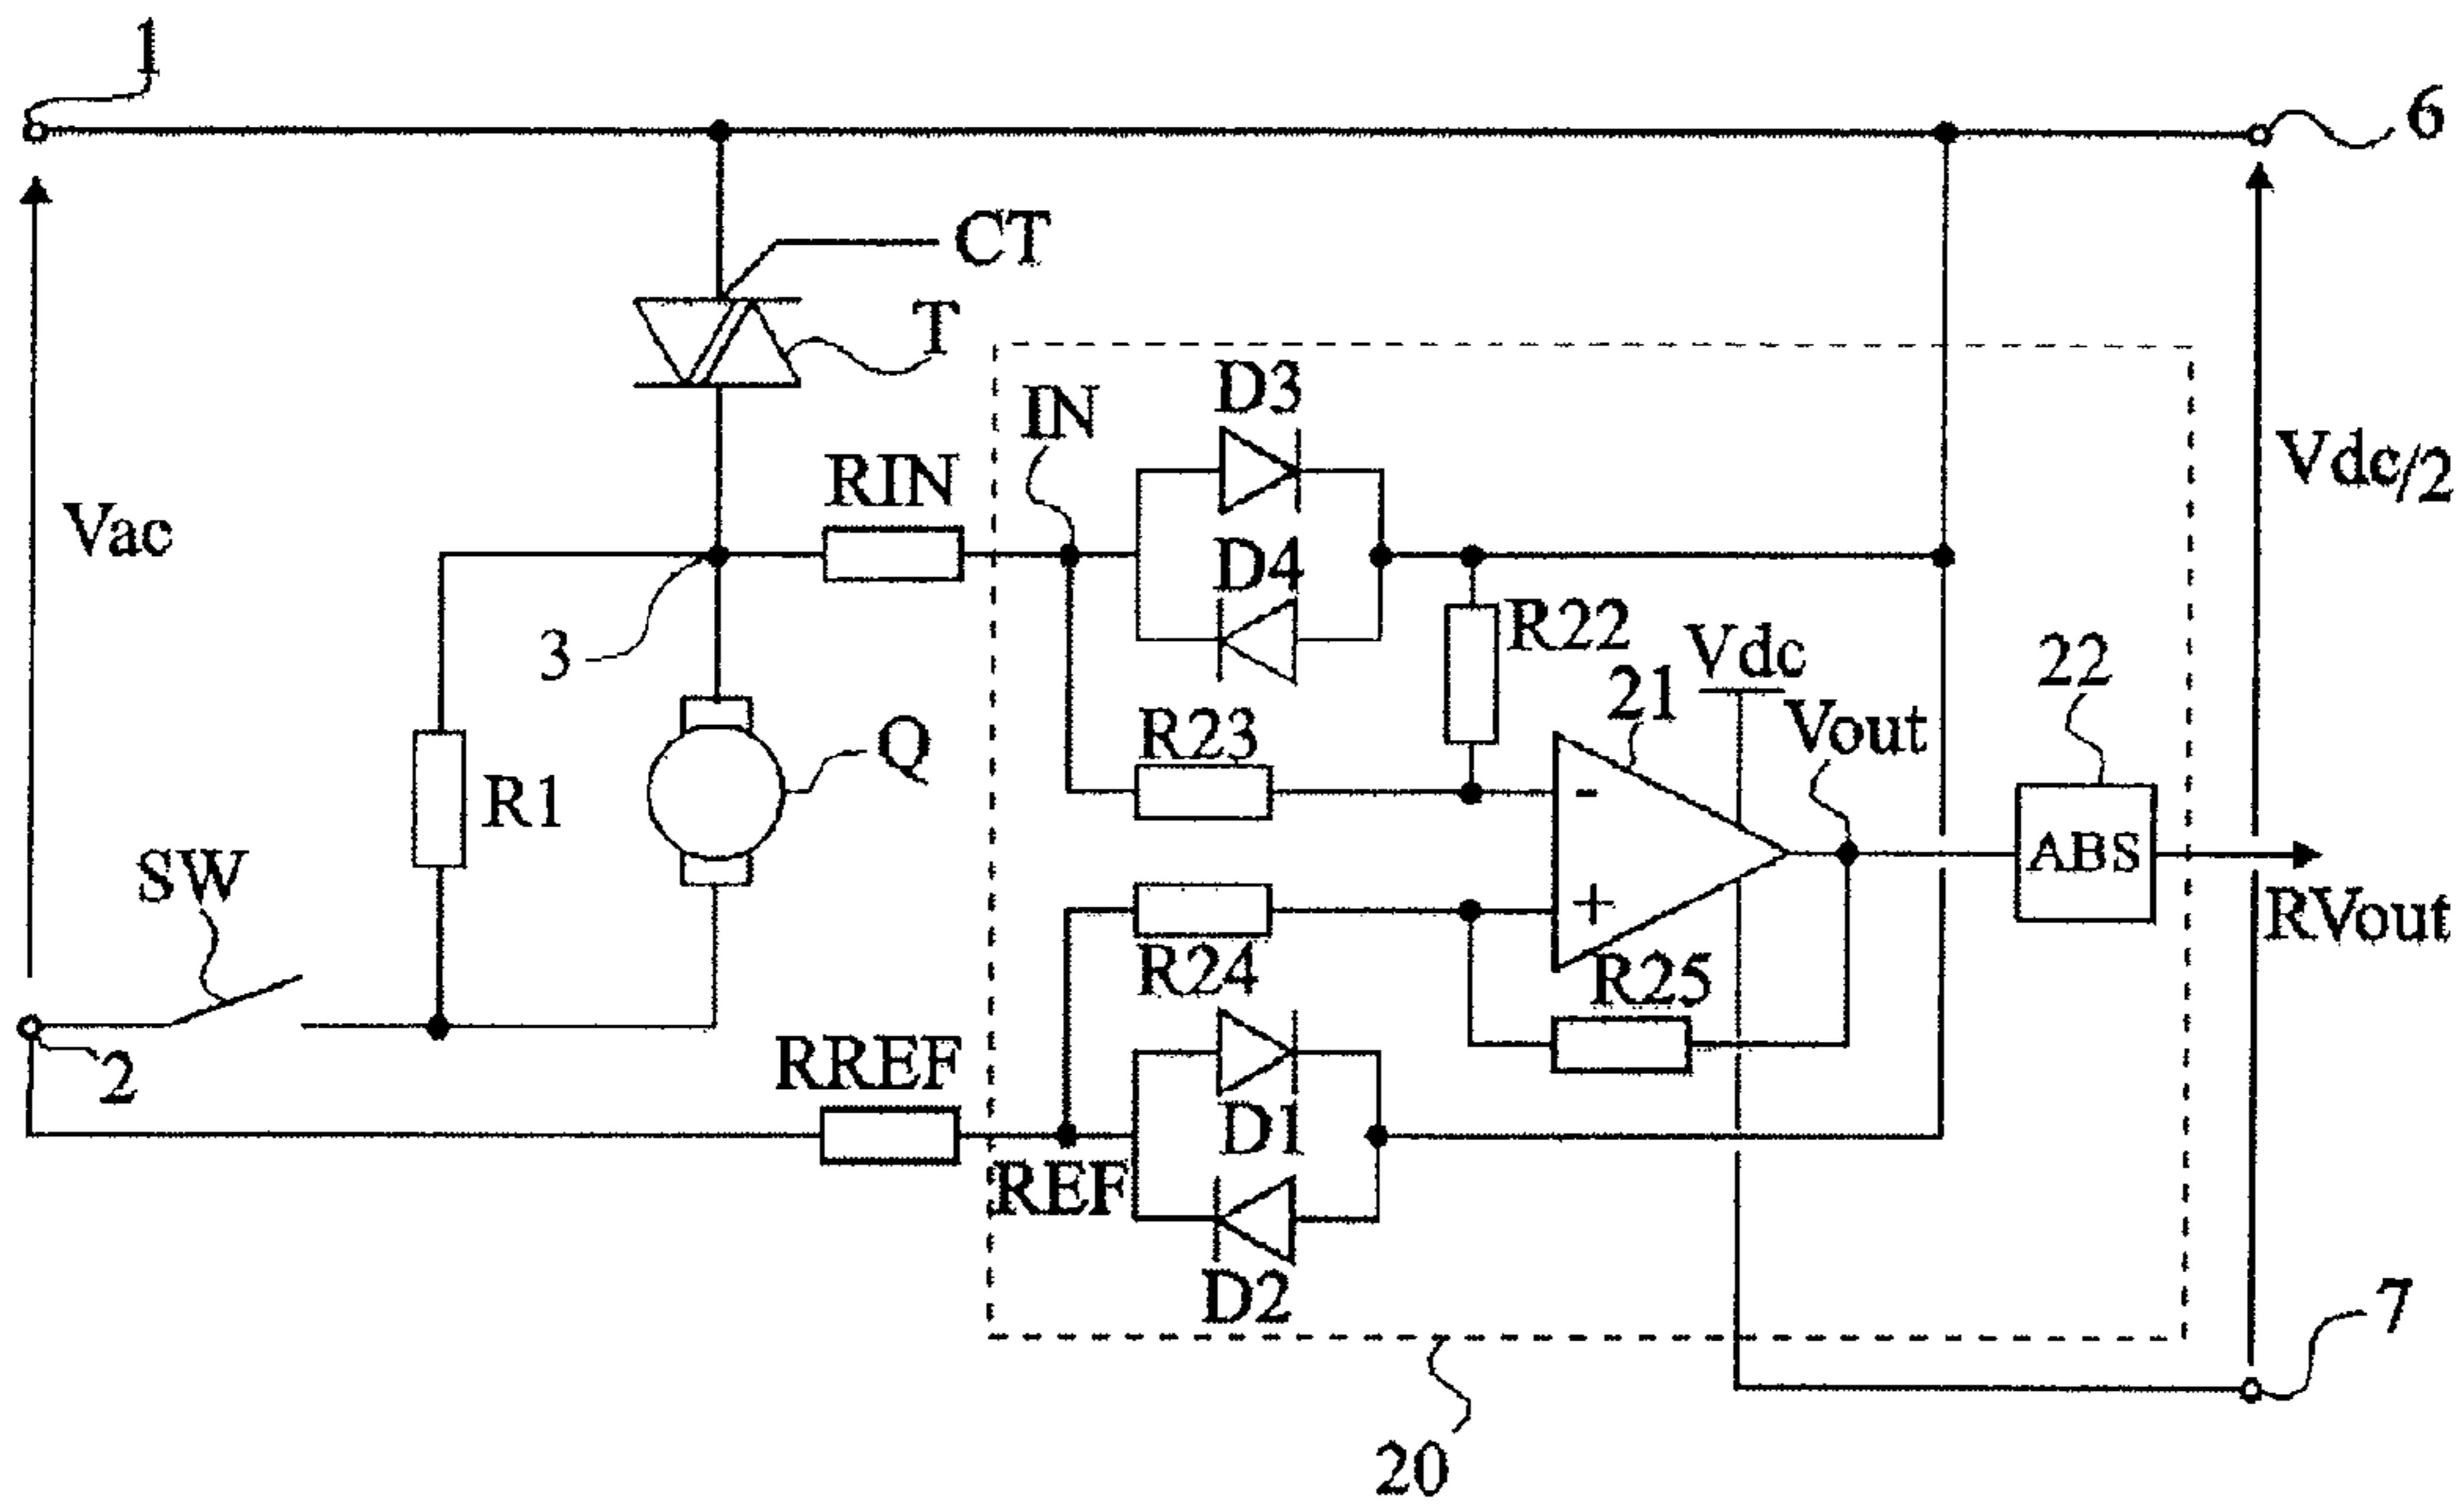 1
6
CT
T
IN
D3
RIN
Vdc/2
Vac
D4
3
R22
Vdc
21
22
Vout
R23
Q
R1
-
SW
ABS
+
RVout
R24
R25
2
RREF
D1
REF
D2
7
20